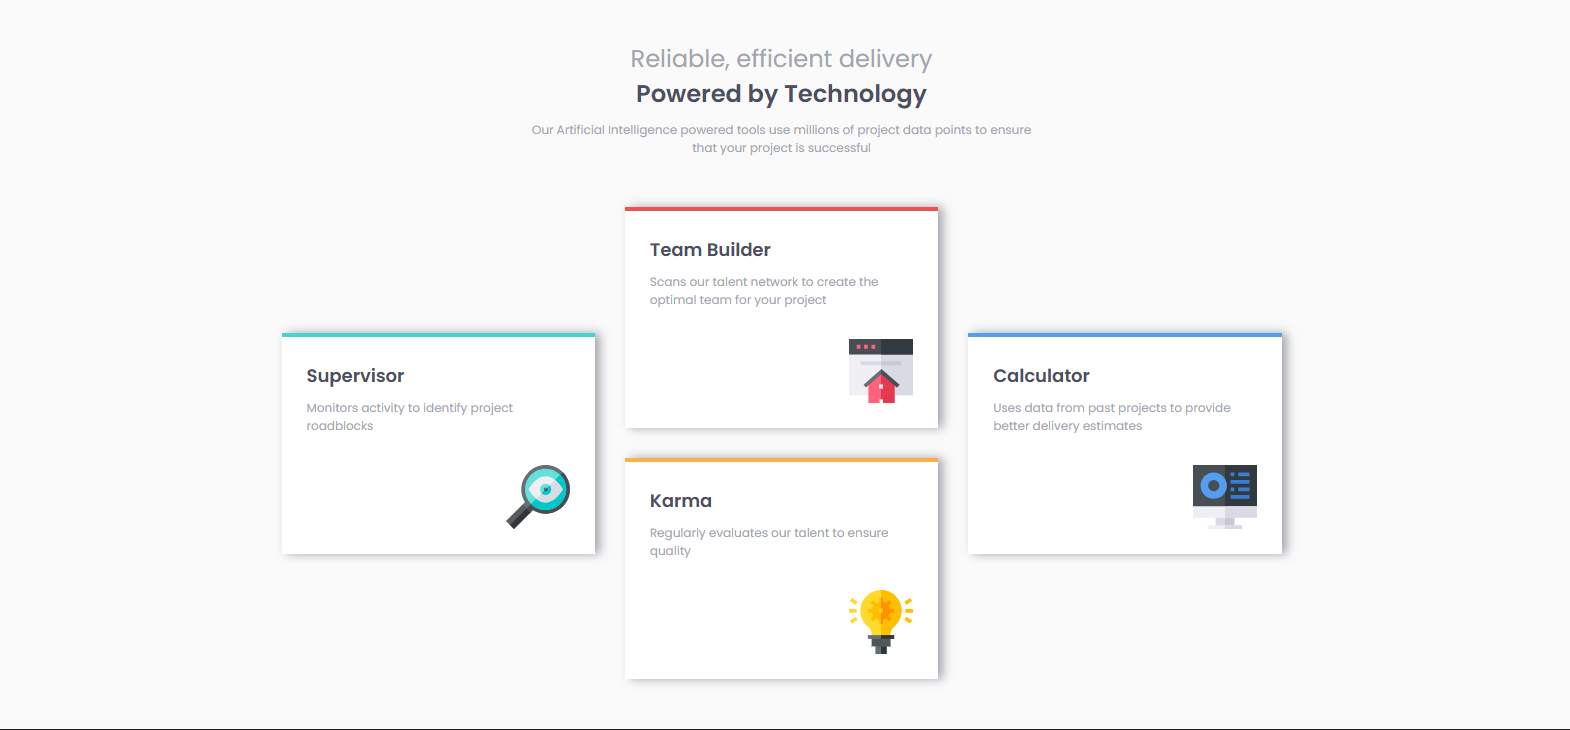 Reliable, efficient delivery
Powered by Technology
Our Artificial Intelligence powered tools use millions of project data points to ensure
that your project is successful
Team Builder
Scans our talent network to create the
optimal team for your project
Supervisor
Monitors activity to identify project
roadblocks
Calculator
Uses data from past projects to provide
better delivery estimates
Karma
Regularly evaluates our talent to ensure
quality